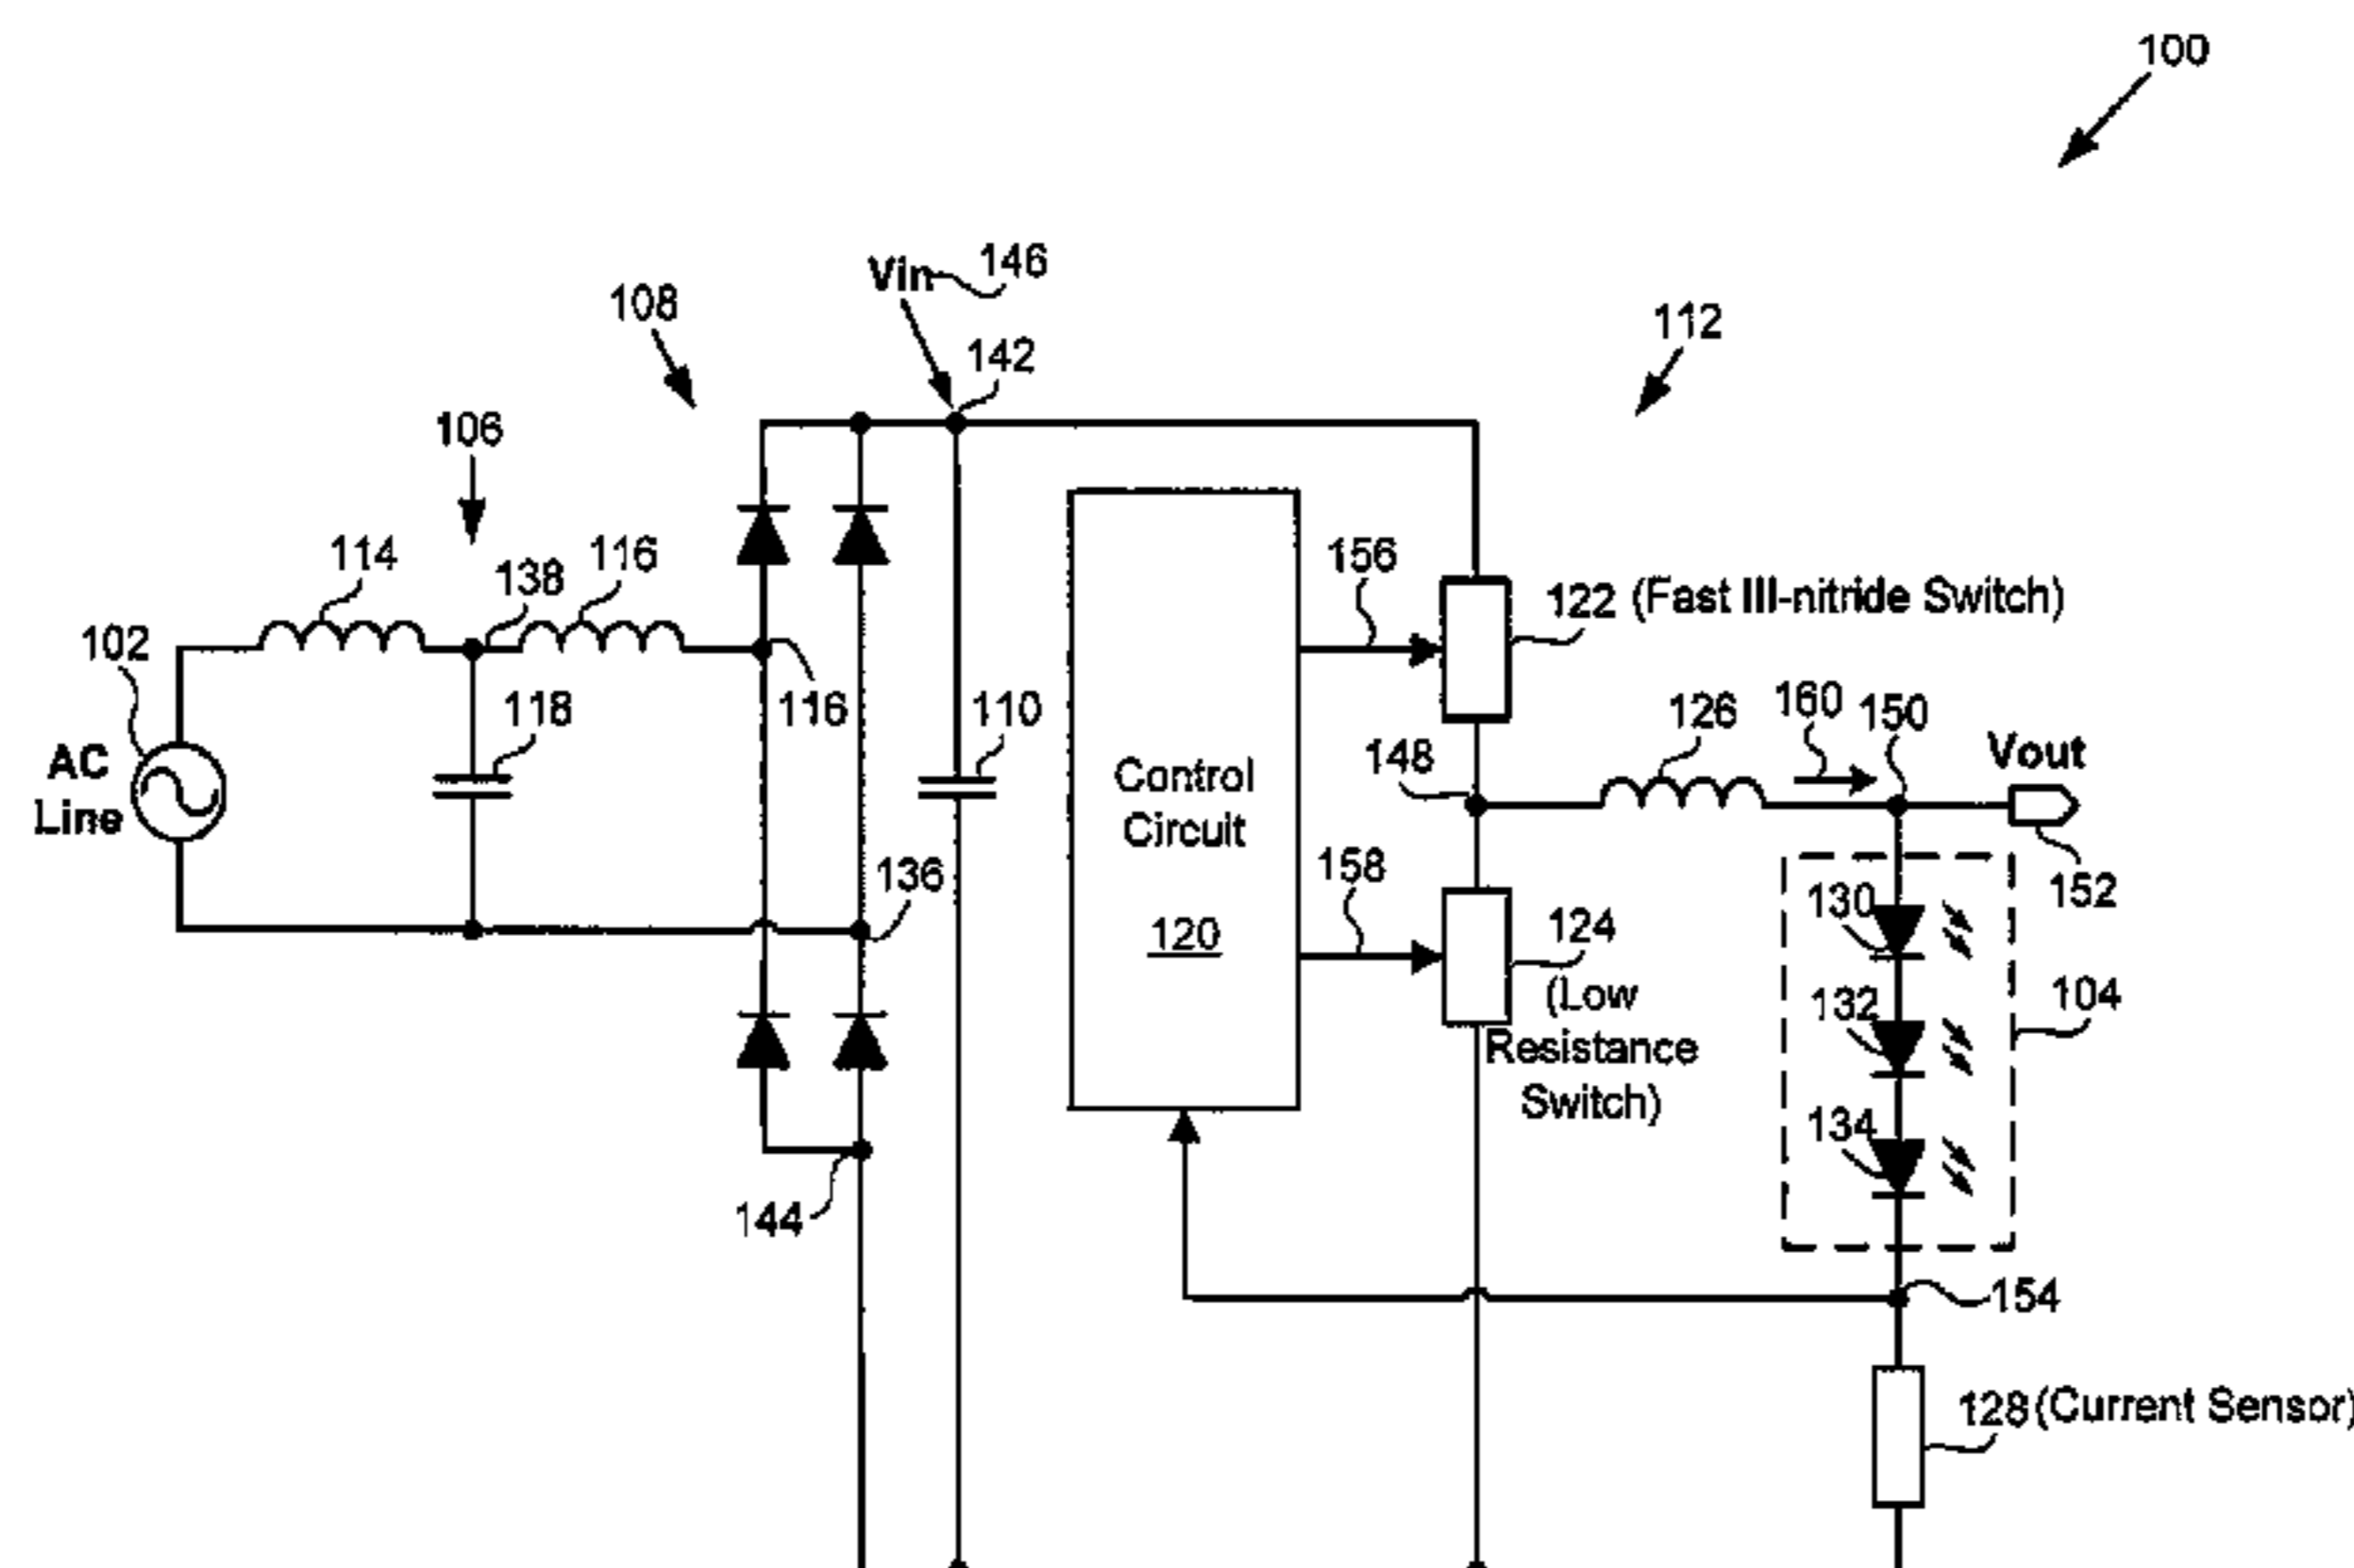 100
146
Vin
108
112
142
106
114
138
116
156
122 (Fast III-nitride Switch)
102
118
116
110
126
160
150
148
Vout
AC
Line
Control
Circuit
120
158
136
124
(Low
Resistance
Switch)
152
130
132
104
134
144
154
128 (Current Sensor)